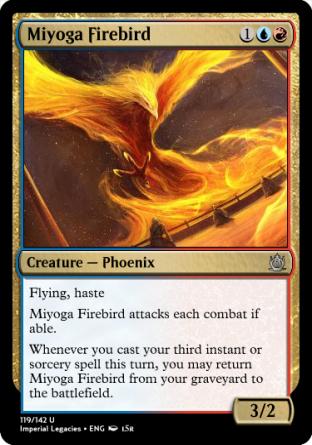 Miyoga Firebird 1
Creature — Phoenix
Flying, haste
Miyoga Firebird attacks each combat if
able.
Whenever you cast your third instant or
sorcery spell this turn, you may return
Miyoga Firebird from your graveyard to
the battlefield.
3/2
119/142 U
Imperial Legacies • ENG